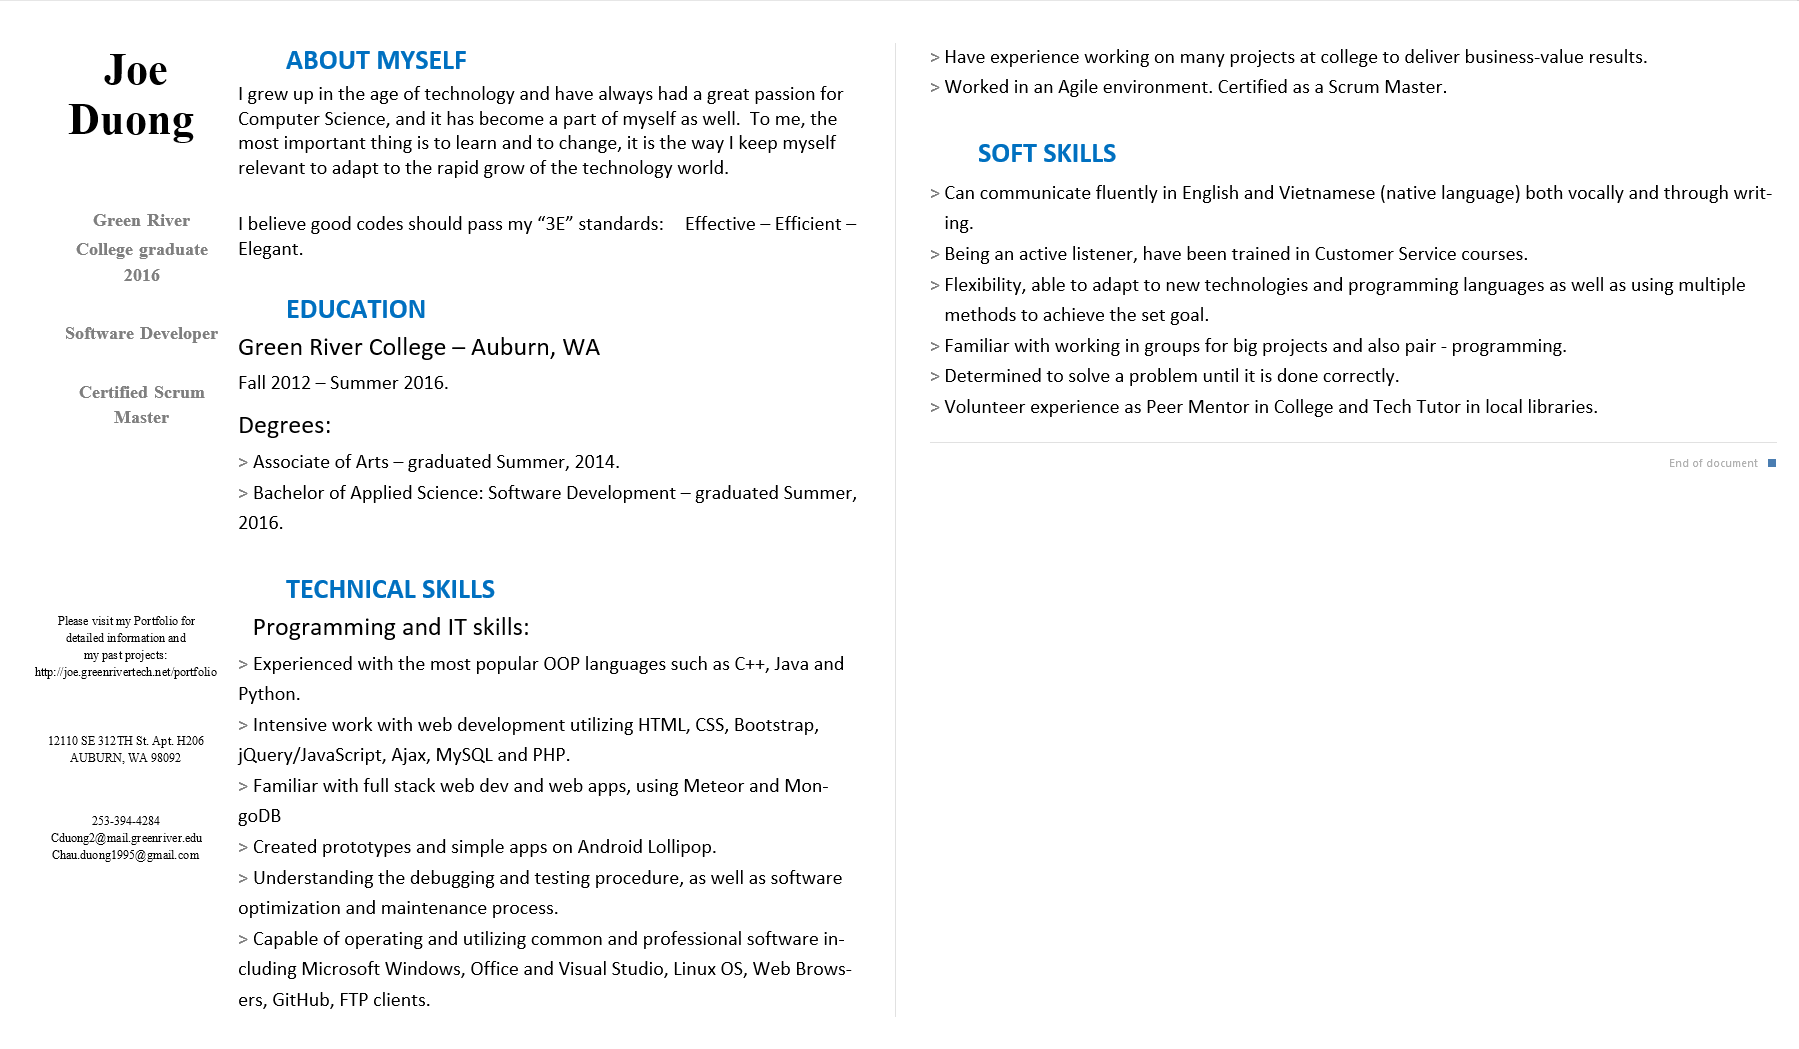 Joe
Duong
Green River
College graduate
2016
Software Developer
Certified Scrum
Master
Please visit my Portfolio for
detailed information and
my past projects:
http://joe.greenrivertech.net/portfolio
12110 SE 312TH St. Apt. H206
AUBURN, WA 98092
253-394-4284
Cduong2@mail.greenriver.edu
Chau.duong1995@gmail.com
ABOUT MYSELF
I grew up in the age of technology and have always had a great passion for
Computer Science, and it has become a part of myself as well.  To me, the
most important thing is to learn and to change, it is the way I keep myself
relevant to adapt to the rapid grow of the technology world.
I believe good codes should pass my “3E” standards:    Effective – Efficient –
Elegant.
EDUCATION
Green River College – Auburn, WA
Fall 2012 – Summer 2016.
Degrees:
> Associate of Arts – graduated Summer, 2014.
> Bachelor of Applied Science: Software Development – graduated Summer,
2016.
TECHNICAL SKILLS
Programming and IT skills:
> Experienced with the most popular OOP languages such as C++, Java and
Python.
> Intensive work with web development utilizing HTML, CSS, Bootstrap,
jQuery/JavaScript, Ajax, MySQL and PHP.
> Familiar with full stack web dev and web apps, using Meteor and Mon-
goDB
> Created prototypes and simple apps on Android Lollipop.
> Understanding the debugging and testing procedure, as well as software
optimization and maintenance process.
> Capable of operating and utilizing common and professional software in-
cluding Microsoft Windows, Office and Visual Studio, Linux OS, Web Brows-
ers, GitHub, FTP clients.
> Have experience working on many projects at college to deliver business-value results.
> Worked in an Agile environment. Certified as a Scrum Master.
SOFT SKILLS
> Can communicate fluently in English and Vietnamese (native language) both vocally and through writ-
ing.
> Being an active listener, have been trained in Customer Service courses.
> Flexibility, able to adapt to new technologies and programming languages as well as using multiple
methods to achieve the set goal.
> Familiar with working in groups for big projects and also pair - programming.
> Determined to solve a problem until it is done correctly.
> Volunteer experience as Peer Mentor in College and Tech Tutor in local libraries.
End of document